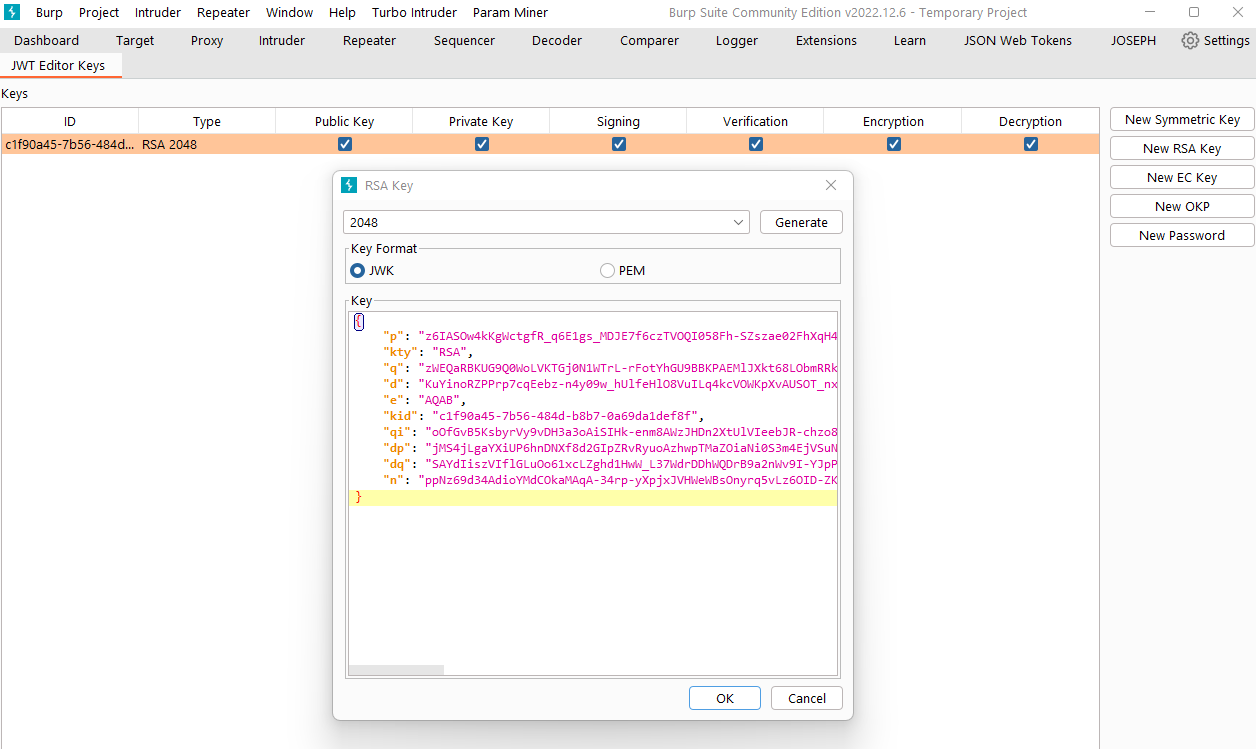 Burp Project Intruder Repeater Window Help Turbo Intruder Param Miner Burp Suite Community Edition v2022.12.6 - Temporary Project
Dashboard Target Proxy Intruder Repeater Sequencer Decoder Comparer Logger Extensions Learn JSON Web Tokens JOSEPH Settings
JWT Editor Keys
Keys
ID Type Public Key Private Key Signing Verification Encryption Decryption
c1f90a45-7b56-484d... RSA 2048
New Symmetric Key
New RSA Key
New EC Key
New OKP
New Password
RSA Key
2048 Generate
Key Format
JWK PEM
Key
{
"p": "z6IASOw4kKgWctgfR_q6E1gs_MDJE7f6czTVOQI058Fh-SZszae02FhXqH4
"kty": "RSA",
"q": "zWEQaRBKUG9Q0WoLVKTGj0N1WTrL-rFotYhGU9BBKPAEMlJXkt68LObmRRk
"d": "KuYinoRZPPrp7cqEebz-n4y09w_hUlfeHlO8VuILq4kcVOWKpXvAUSOT_nx
"e": "AQAB",
"kid": "c1f90a45-7b56-484d-b8b7-0a69da1def8f",
"qi": "oOfGvB5KsbyrVy9vDH3a3oAiSIHk-enm8AWzJHDn2XtUlVIeebJR-chzo8
"dp": "jMS4jLgaYXiUP6hnDNXf8d2GIpZRvRyuoAzhwpTMaZOiaNi0S3m4EjVSuN
"dq": "SAYdIiszVIflGLuOo61xcLZghd1HwW_L37WdrDDhWQDrB9a2nWv9I-YJpP
"n": "ppNz69d34AdioYMdCOkaMAqA-34rp-yXpjxJVHWeWBsOnyrq5vLz6OID-ZK
}
OK Cancel